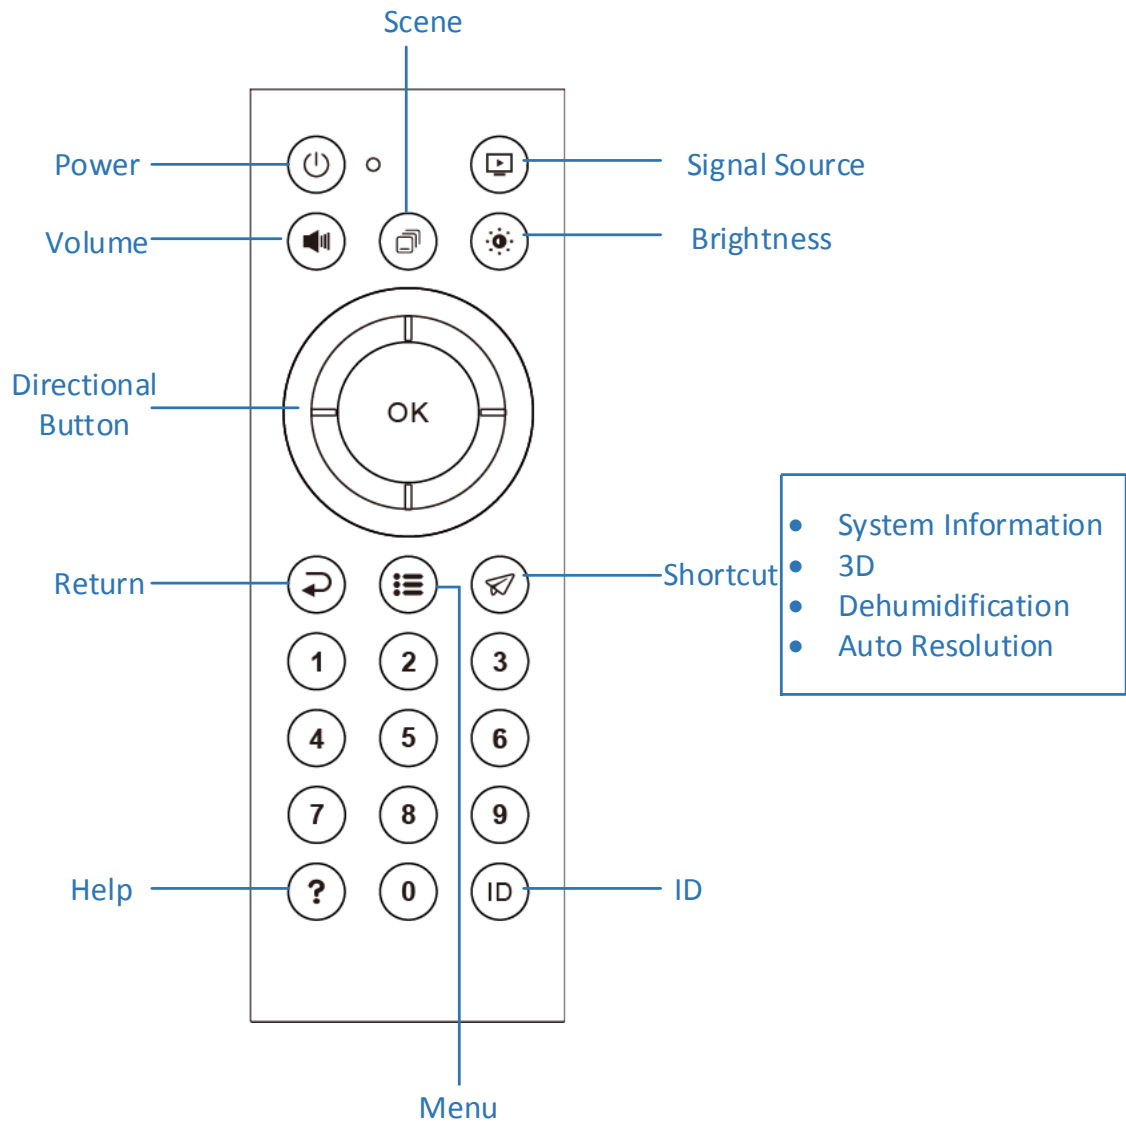 Scene
Power
Signal Source
Volume
Brightness
Directional
Button
OK
Return
Shortcut
• System Information
• 3D
• Dehumidification
• Auto Resolution
1 2 3
4 5 6
7 8 9
Help
? 0 ID
ID
Menu